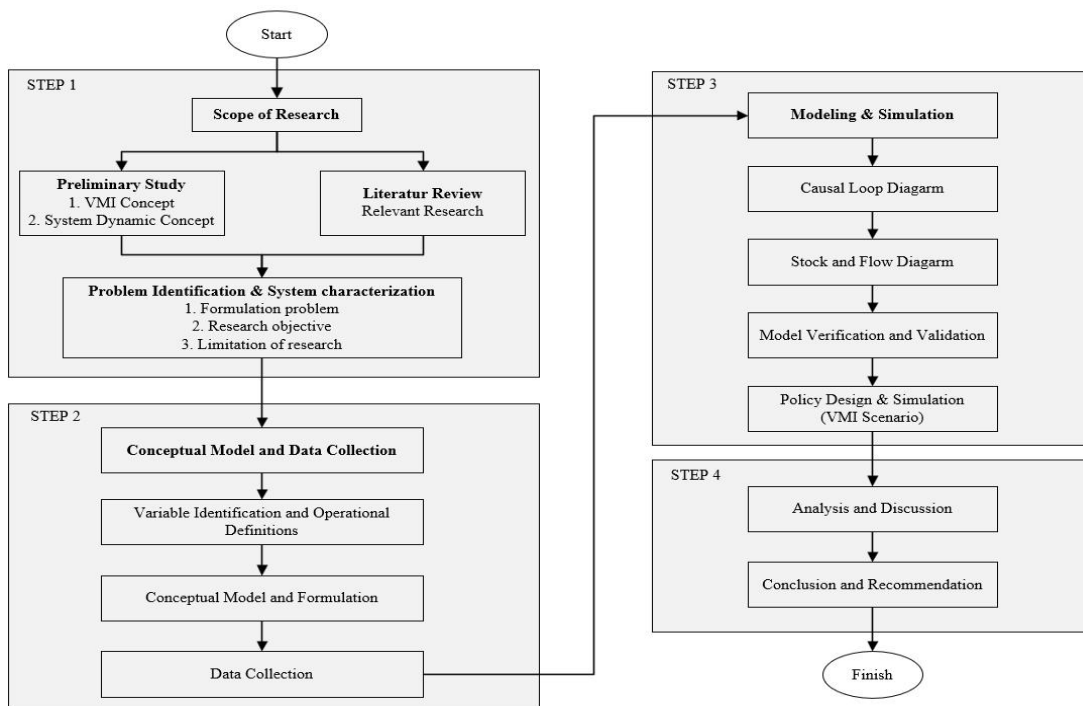 Start
STEP 1
Scope of Research
Preliminary Study
1. VMI Concept
2. System Dynamic Concept
Literatur Review
Relevant Research
Problem Identification & System characterization
1. Formulation problem
2. Research objective
3. Limitation of research
STEP 2
Conceptual Model and Data Collection
Variable Identification and Operational
Definitions
Conceptual Model and Formulation
Data Collection
STEP 3
Modeling & Simulation
Causal Loop Diagarm
Stock and Flow Diagarm
Model Verification and Validation
Policy Design & Simulation
(VMI Scenario)
STEP 4
Analysis and Discussion
Conclusion and Recommendation
Finish